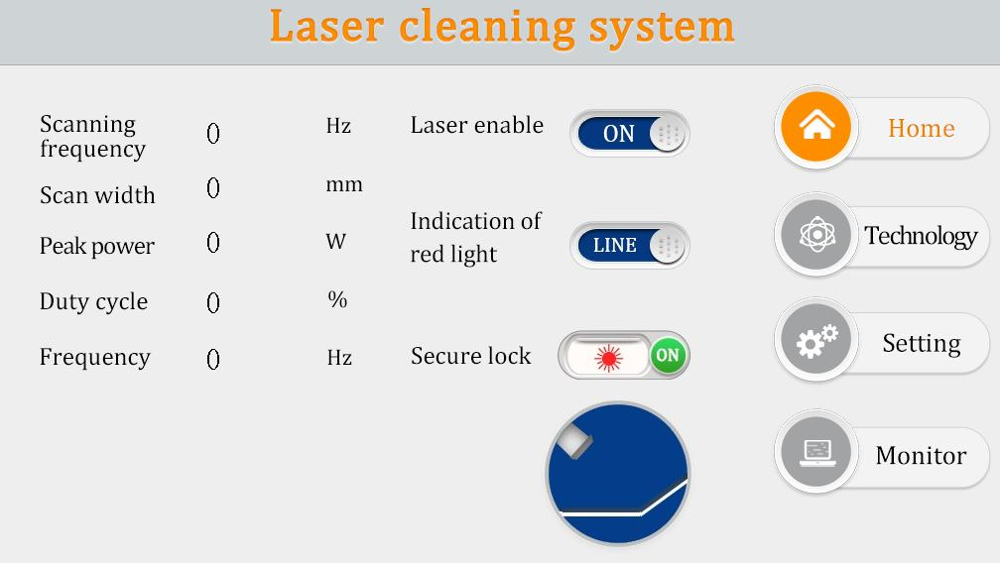 Laser cleaning system
Scanning
frequency
0
Hz
Scan width
0
mm
Peak power
0
W
Duty cycle
0
%
Frequency
0
Hz
Laser enable
ON
Indication of
red light
LINE
Secure lock
ON
Home
Technology
Setting
Monitor